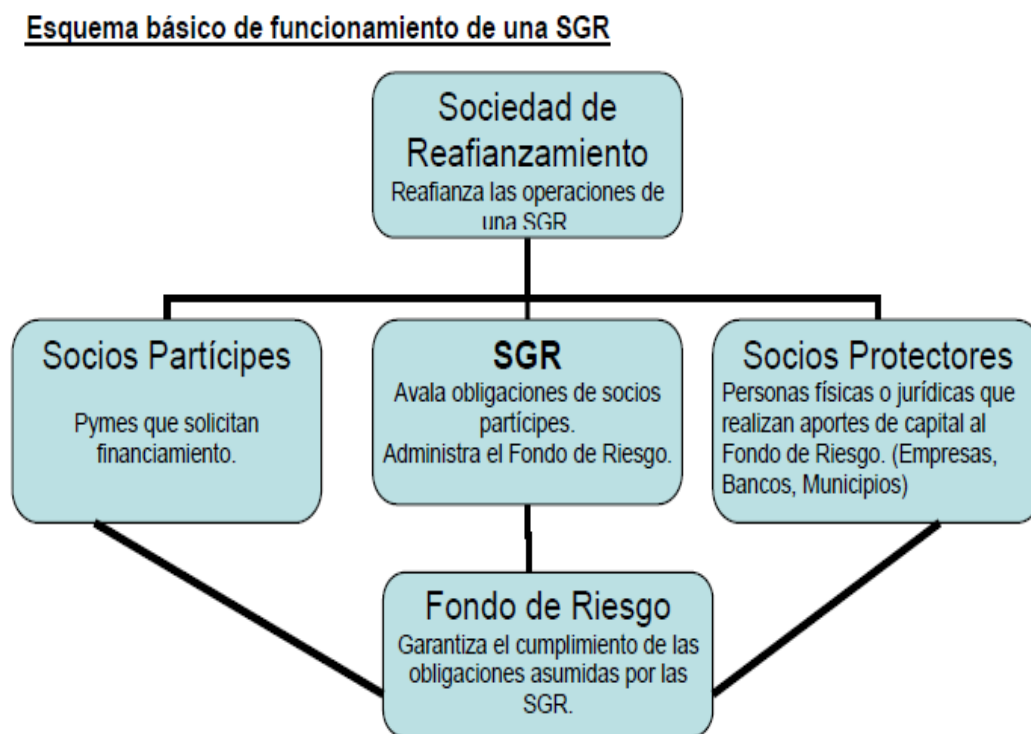 Esquema básico de funcionamiento de una SGR
Sociedad de
Reafianzamiento
Reafianza las operaciones de
una SGR
Socios Partícipes
Pymes que solicitan
financiamiento.
SGR
Avala obligaciones de socios
partícipes.
Administra el Fondo de Riesgo.
Socios Protectores
Personas físicas o jurídicas que
realizan aportes de capital al
Fondo de Riesgo. (Empresas,
Bancos, Municipios)
Fondo de Riesgo
Garantiza el cumplimiento de las
obligaciones asumidas por las
SGR.